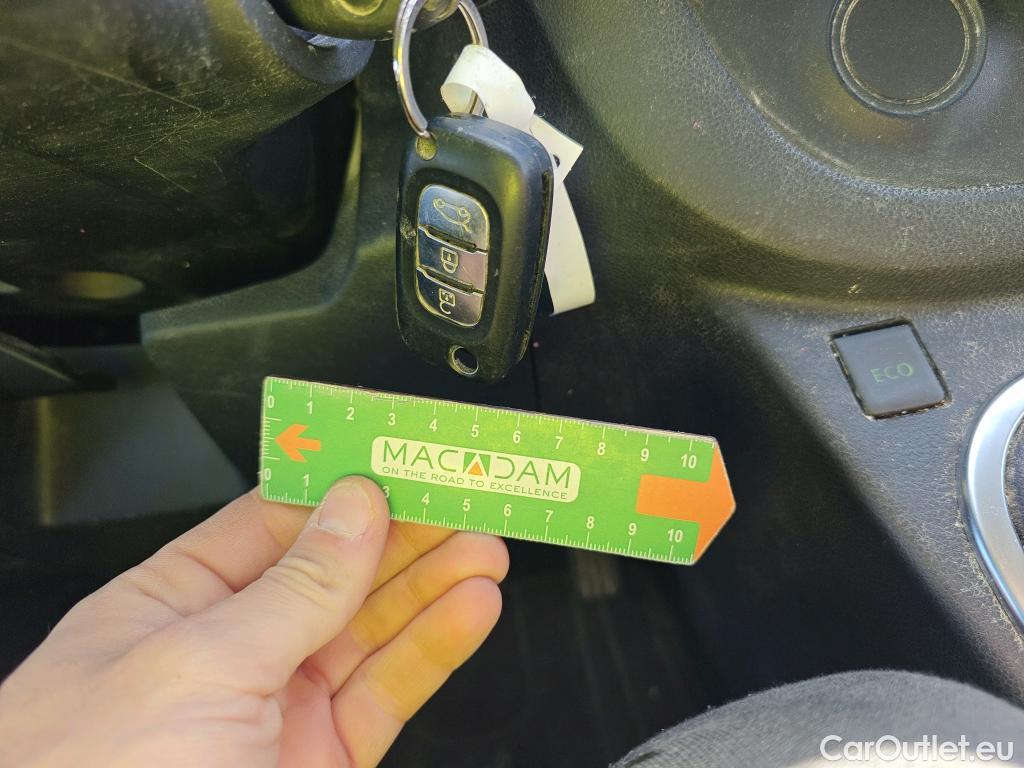 ECO
0 1 2 3 4 5 6 7 8 9 10
MACADAM
ON THE ROAD TO EXCELLENCE
0 1 3 4 5 6 7 8 9 10
CarOutlet.eu